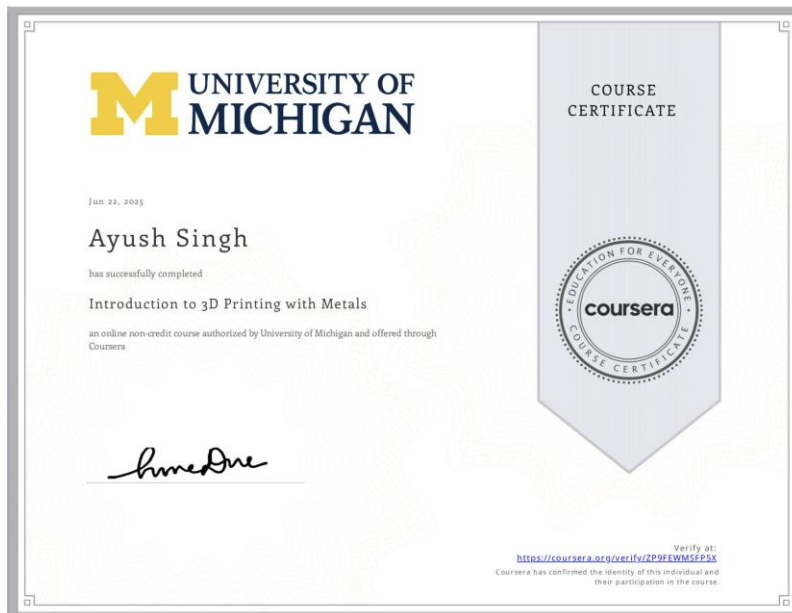 M UNIVERSITY OF
MICHIGAN
COURSE
CERTIFICATE
Jun 22, 2025
Ayush Singh
has successfully completed
Introduction to 3D Printing with Metals
an online non-credit course authorized by University of Michigan and offered through
Coursera
EDUCATION FOR EVERYONE
coursera
COURSE CERTIFICATE
Verify at:
https://coursera.org/verify/ZP9FEWMSFP5X
Coursera has confirmed the identity of this individual and
their participation in the course.